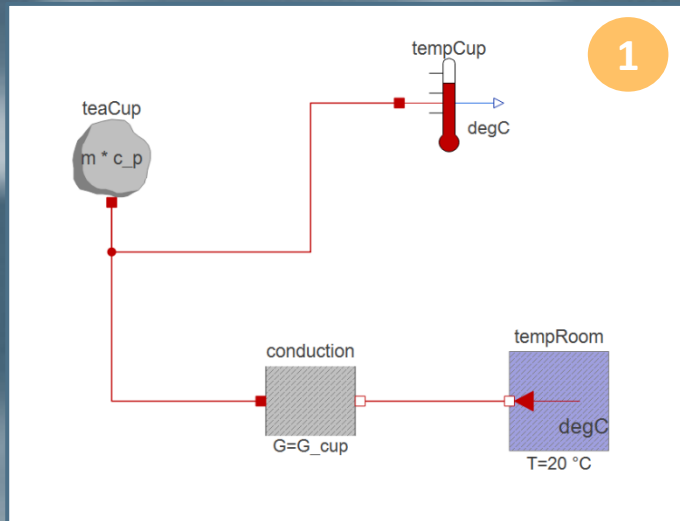 1
tempCup
degC
teaCup
m * c_p
conduction
G=G_cup
tempRoom
degC
T=20 °C